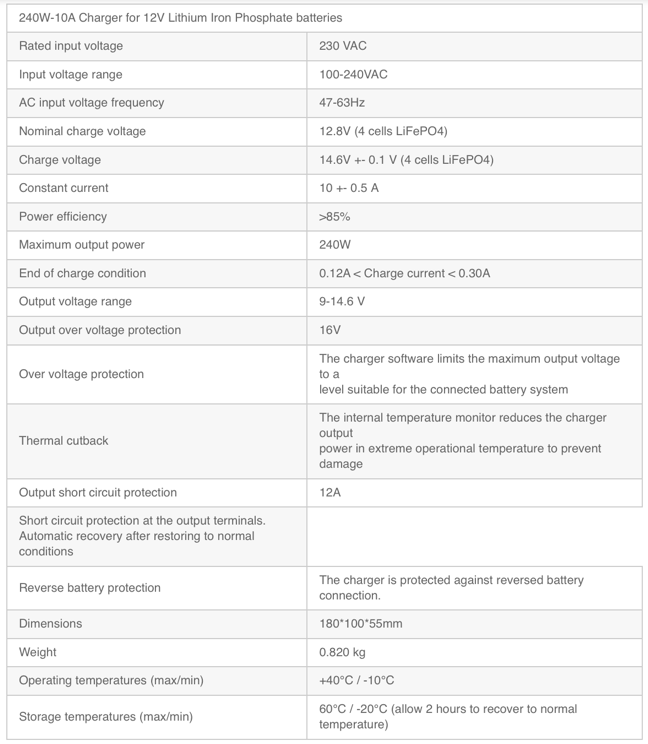 240W-10A Charger for 12V Lithium Iron Phosphate batteries
Rated input voltage 230 VAC
Input voltage range 100-240VAC
AC input voltage frequency 47-63Hz
Nominal charge voltage 12.8V (4 cells LiFePO4)
Charge voltage 14.6V +- 0.1 V (4 cells LiFePO4)
Constant current 10 +- 0.5 A
Power efficiency >85%
Maximum output power 240W
End of charge condition 0.12A < Charge current < 0.30A
Output voltage range 9-14.6 V
Output over voltage protection 16V
Over voltage protection
The charger software limits the maximum output voltage
to a
level suitable for the connected battery system
Thermal cutback
The internal temperature monitor reduces the charger
output
power in extreme operational temperature to prevent
damage
Output short circuit protection 12A
Short circuit protection at the output terminals.
Automatic recovery after restoring to normal
conditions
Reverse battery protection
The charger is protected against reversed battery
connection.
Dimensions 180*100*55mm
Weight 0.820 kg
Operating temperatures (max/min) +40°C / -10°C
Storage temperatures (max/min)
60°C / -20°C (allow 2 hours to recover to normal
temperature)